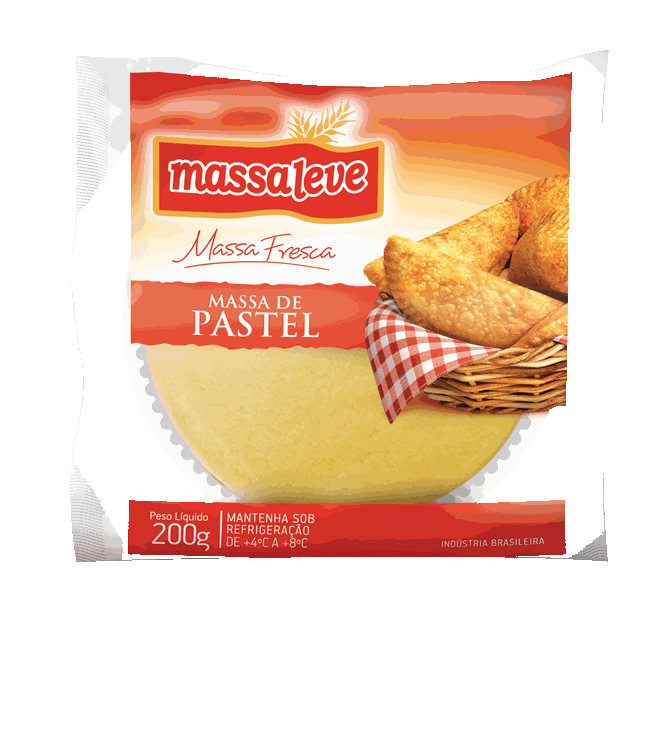 massaleve
Massa Fresca
MASSA DE
PASTEL
Peso Líquido
200g
MANTENHA SOB
REFRIGERAÇÃO
DE +4ºC A +8ºC
INDÚSTRIA BRASILEIRA